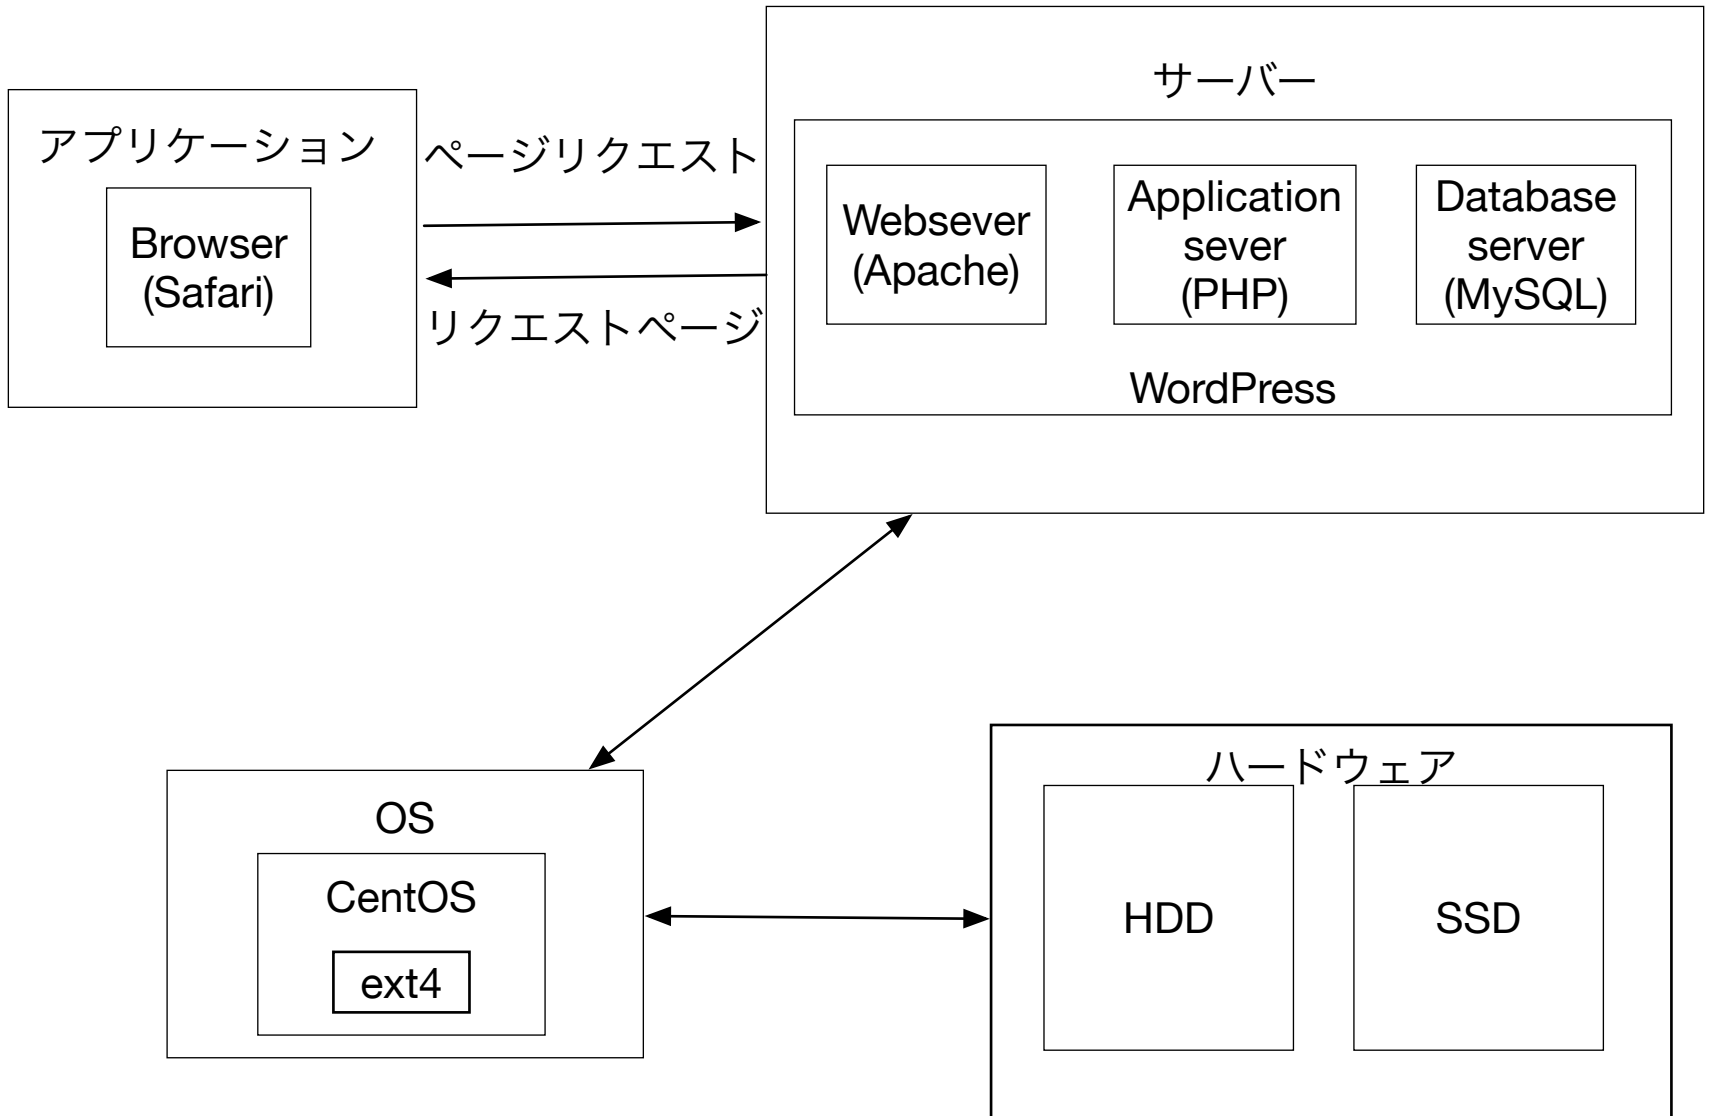 サーバー
アプリケーション
ページリクエスト
Browser
(Safari)
リクエストページ
Websever
(Apache)
Application
sever
(PHP)
Database
server
(MySQL)
WordPress
OS
CentOS
ext4
ハードウェア
HDD
SSD